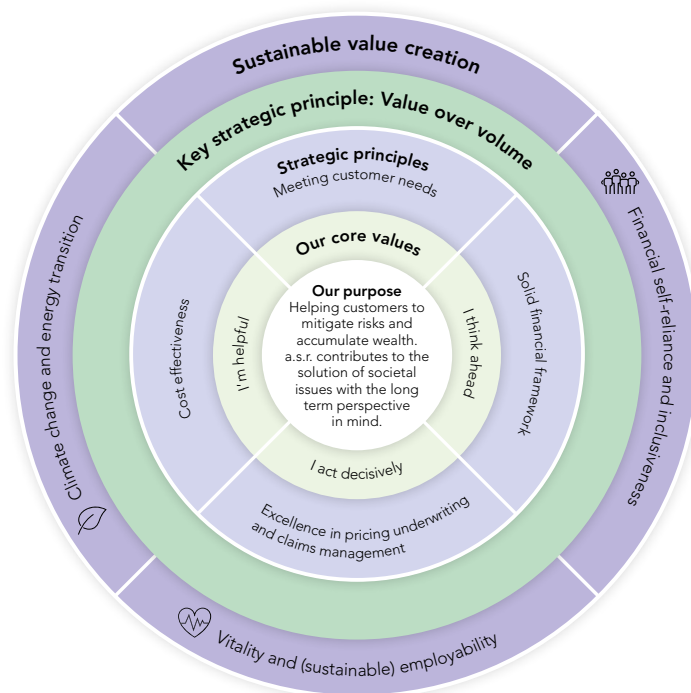 Sustainable value creation
Key strategic principle: Value over volume
Strategic principles
Meeting customer needs
Our core values
Our purpose
Helping customers to
mitigate risks and
accumulate wealth.
a.s.r. contributes to the
solution of societal
issues with the long
term perspective
in mind.
Climate change and energy transition
Cost effectiveness
I'm helpful
I think ahead
Solid financial framework
Financial self-reliance and inclusiveness
I act decisively
Excellence in pricing underwriting
and claims management
Vitality and (sustainable) employability